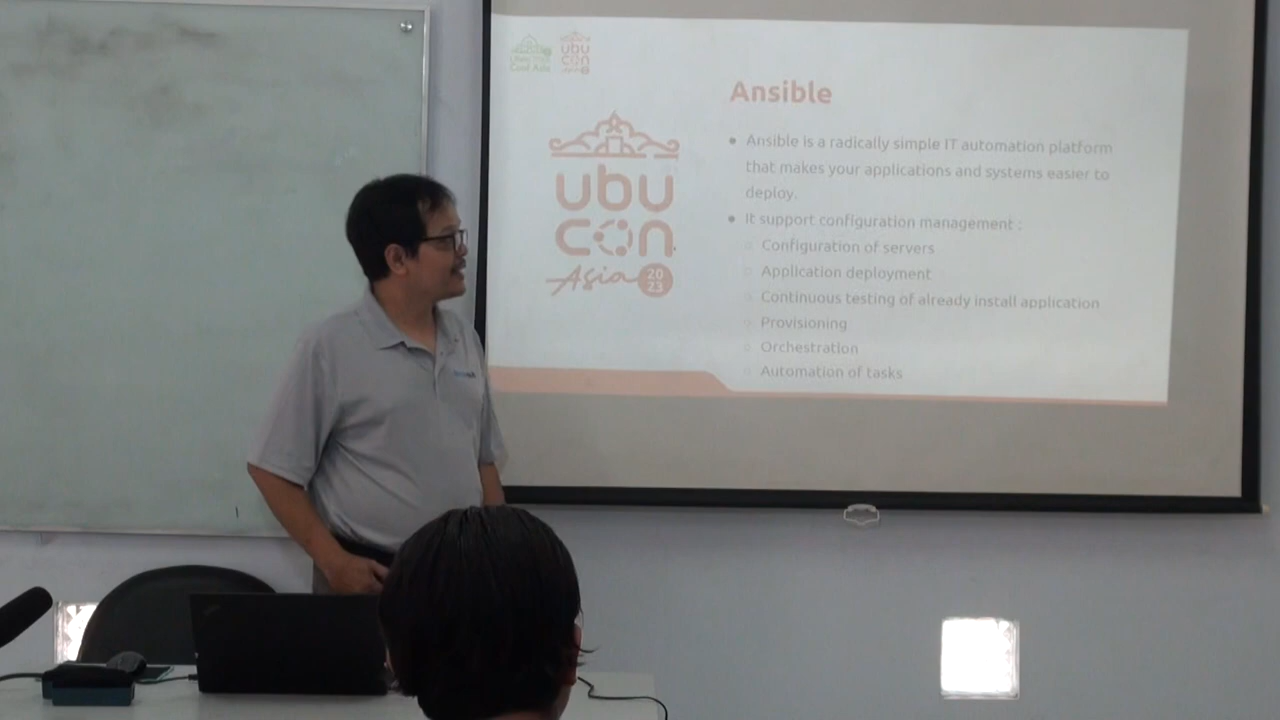 ubu
con
ubu
con
Asia 20
23
Ansible
Ansible is a radically simple IT automation platform
that makes your applications and systems easier to
deploy.
It support configuration management :
Configuration of servers
Application deployment
Continuous testing of already install application
Provisioning
Orchestration
Automation of tasks